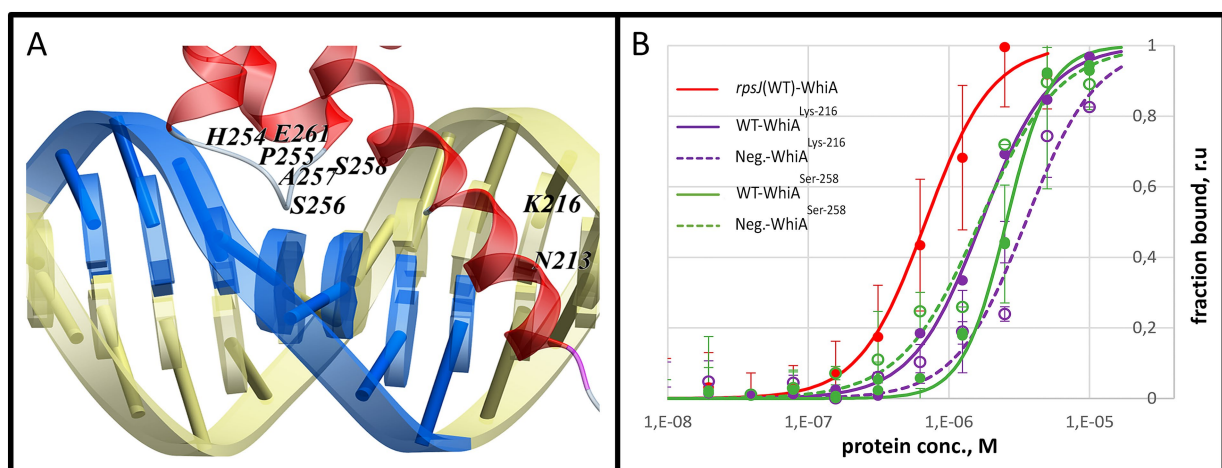 A
H254
E261
P255
A257
S258
S256
K216
N213
B
rpsJ(WT)-WhiA
WT-WhiA Lys-216
Neg.-WhiA Lys-216
WT-WhiA Ser-258
Neg.-WhiA Ser-258
1
0,8
0,6
0,4
0,2
0
fraction bound, r.u
1,E-08
1,E-07
1,E-06
1,E-05
protein conc., M